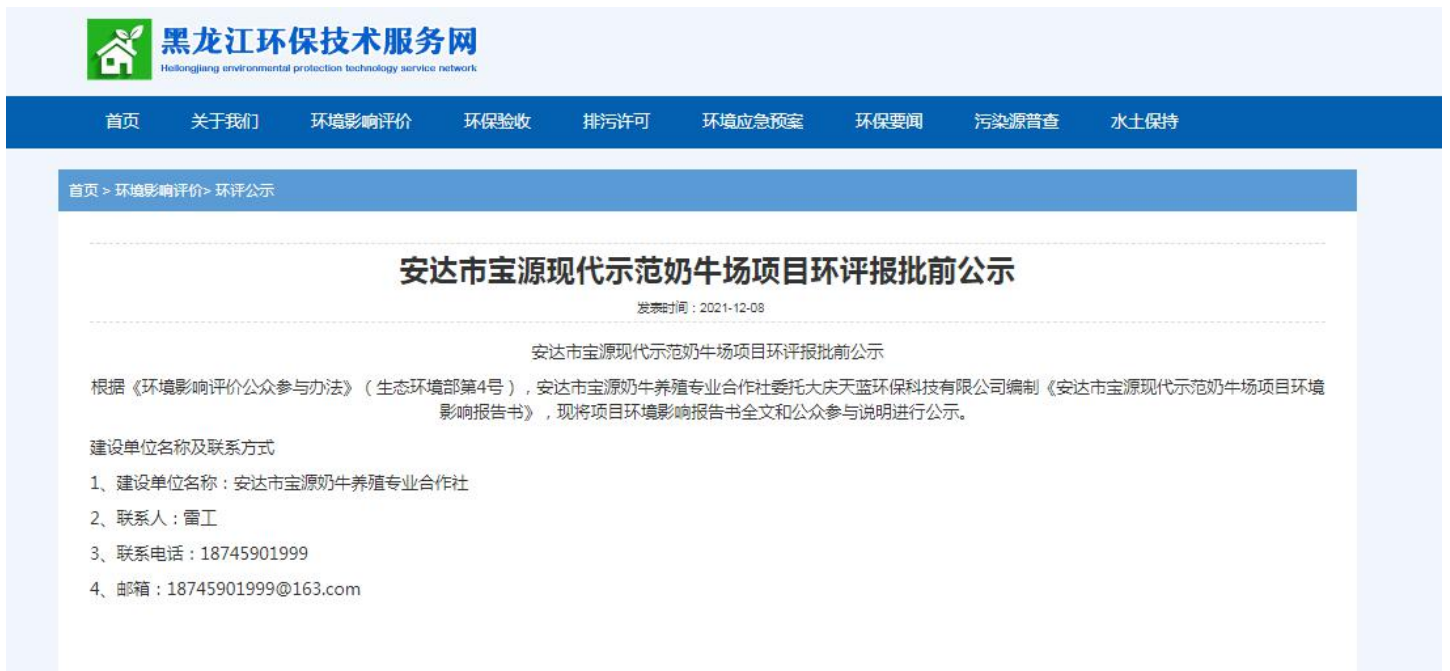 黑龙江环保技术服务网
Heilongjiang environmental protection technology service network
首页 关于我们 环境影响评价 环保验收 排污许可 环境应急预案 环保要闻 污染源普查 水土保持
首页 > 环境影响评价> 环评公示
安达市宝源现代示范奶牛场项目环评报批前公示
发表时间：2021-12-08
安达市宝源现代示范奶牛场项目环评报批前公示
根据《环境影响评价公众参与办法》（生态环境部第4号），安达市宝源奶牛养殖专业合作社委托大庆天蓝环保科技有限公司编制《安达市宝源现代示范奶牛场项目环境
影响报告书》，现将项目环境影响报告书全文和公众参与说明进行公示。
建设单位名称及联系方式
1、建设单位名称：安达市宝源奶牛养殖专业合作社
2、联系人：雷工
3、联系电话：18745901999
4、邮箱：18745901999@163.com